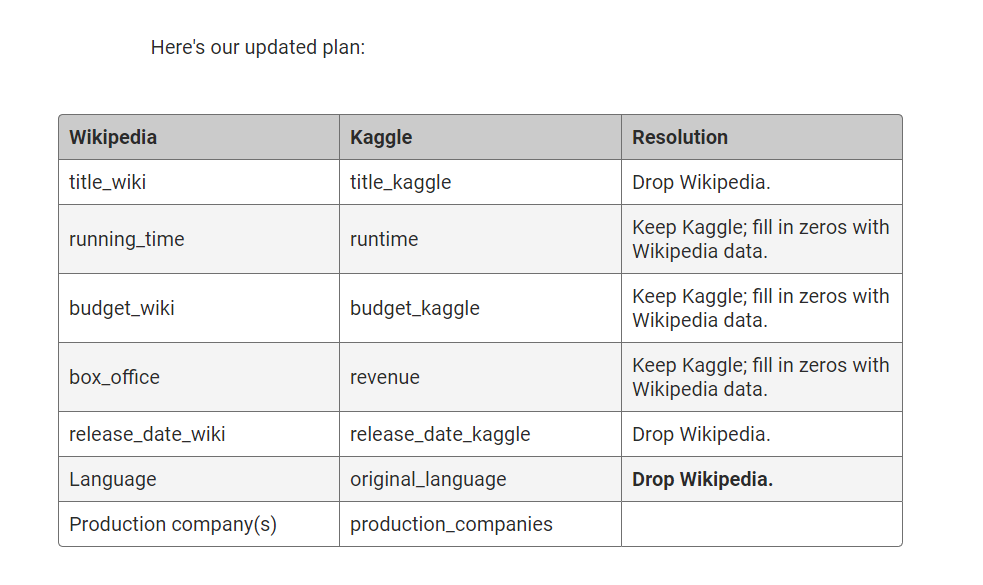 Here's our updated plan:
Wikipedia Kaggle Resolution
title_wiki title_kaggle Drop Wikipedia.
running_time runtime Keep Kaggle; fill in zeros with
Wikipedia data.
budget_wiki budget_kaggle Keep Kaggle; fill in zeros with
Wikipedia data.
box_office revenue Keep Kaggle; fill in zeros with
Wikipedia data.
release_date_wiki release_date_kaggle Drop Wikipedia.
Language original_language Drop Wikipedia.
Production company(s) production_companies